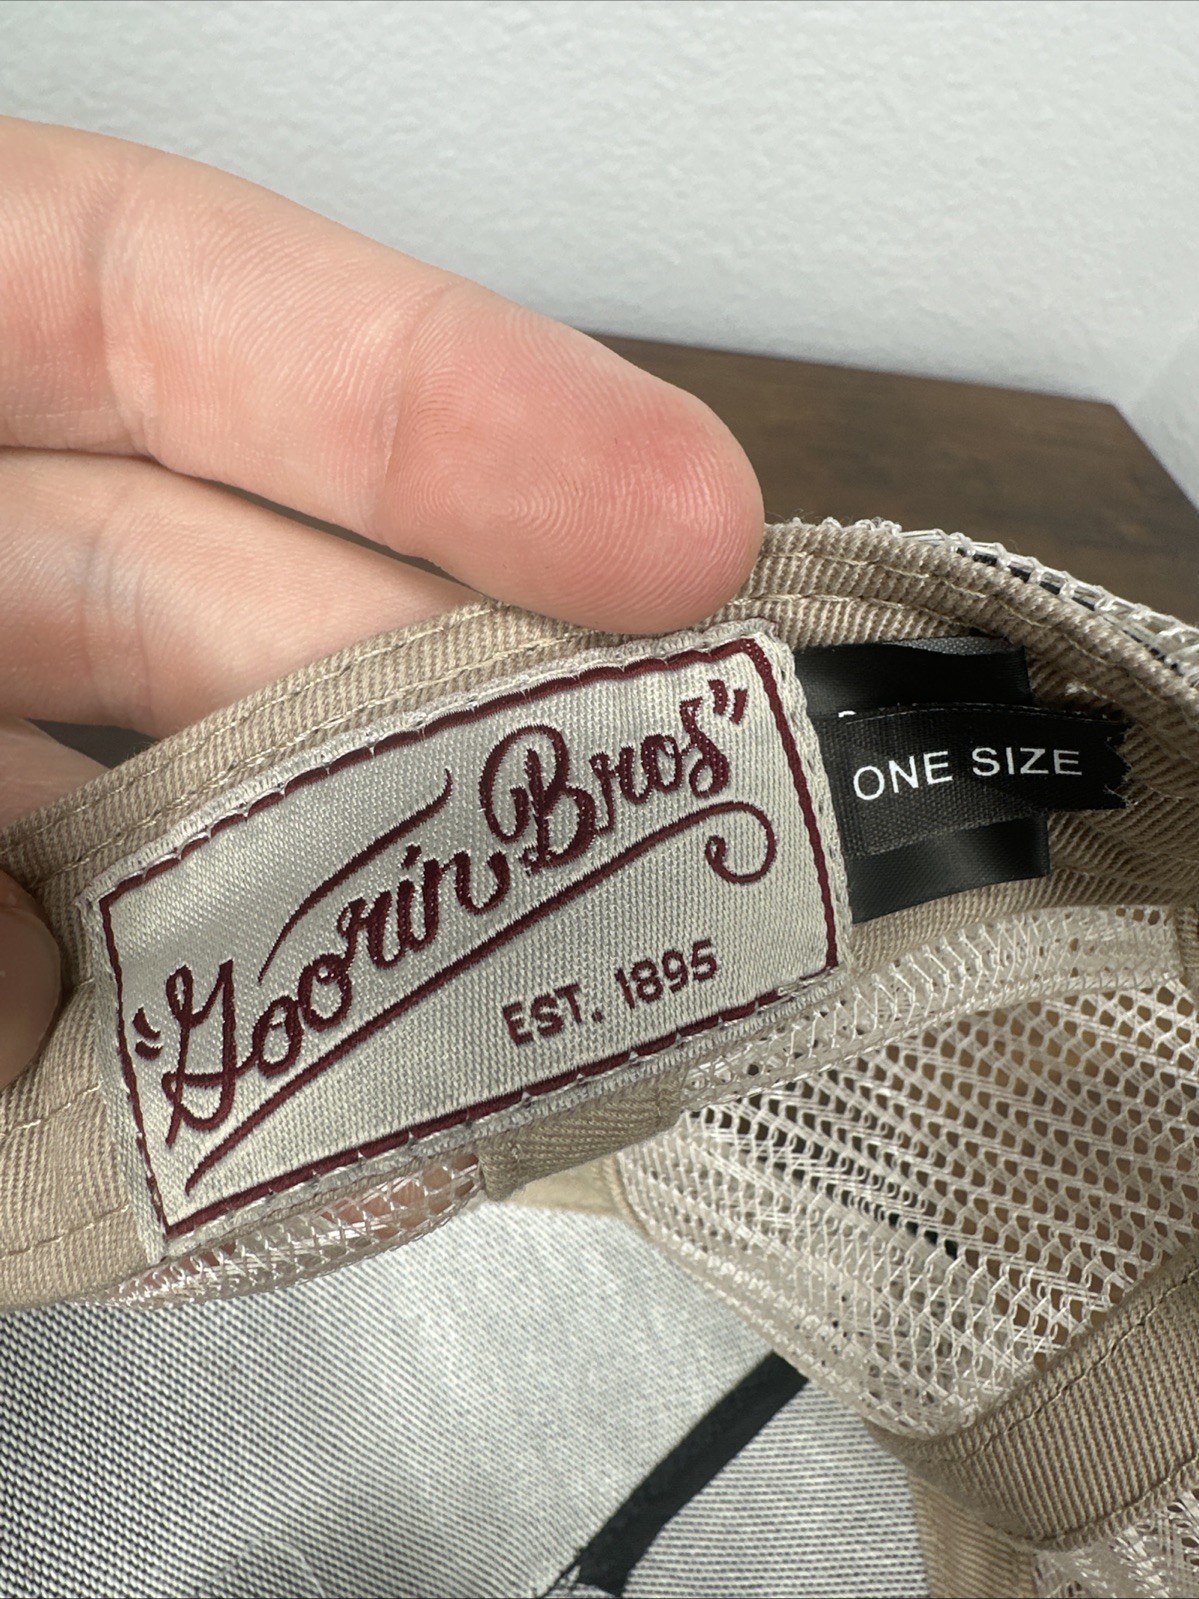 "Goorin Bros"
EST. 1895
ONE SIZE